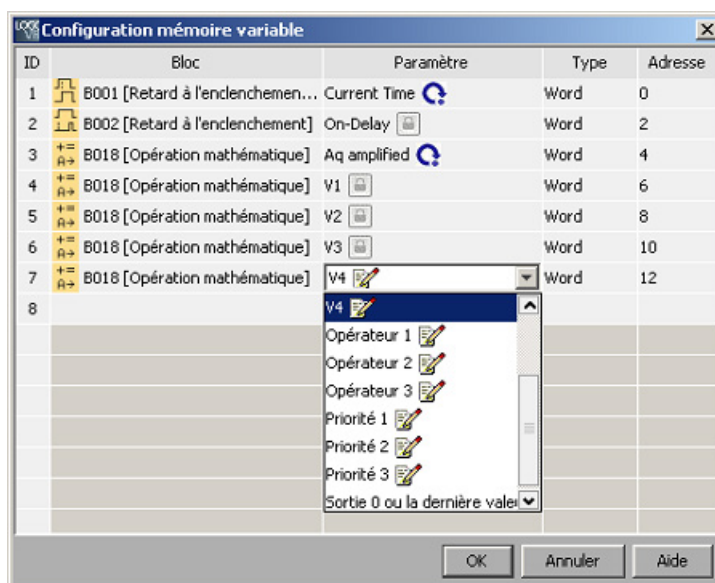 Configuration mémoire variable
ID Bloc Paramètre Type Adresse
1 B001 [Retard à l'enclenchemen... Current Time Word 0
2 B002 [Retard à l'enclenchement] On-Delay Word 2
3 B018 [Opération mathématique] Aq amplified Word 4
4 B018 [Opération mathématique] V1 Word 6
5 B018 [Opération mathématique] V2 Word 8
6 B018 [Opération mathématique] V3 Word 10
7 B018 [Opération mathématique] V4 Word 12
8
V4
Opérateur 1
Opérateur 2
Opérateur 3
Priorité 1
Priorité 2
Priorité 3
Sortie 0 ou la dernière
OK Annuler Aide